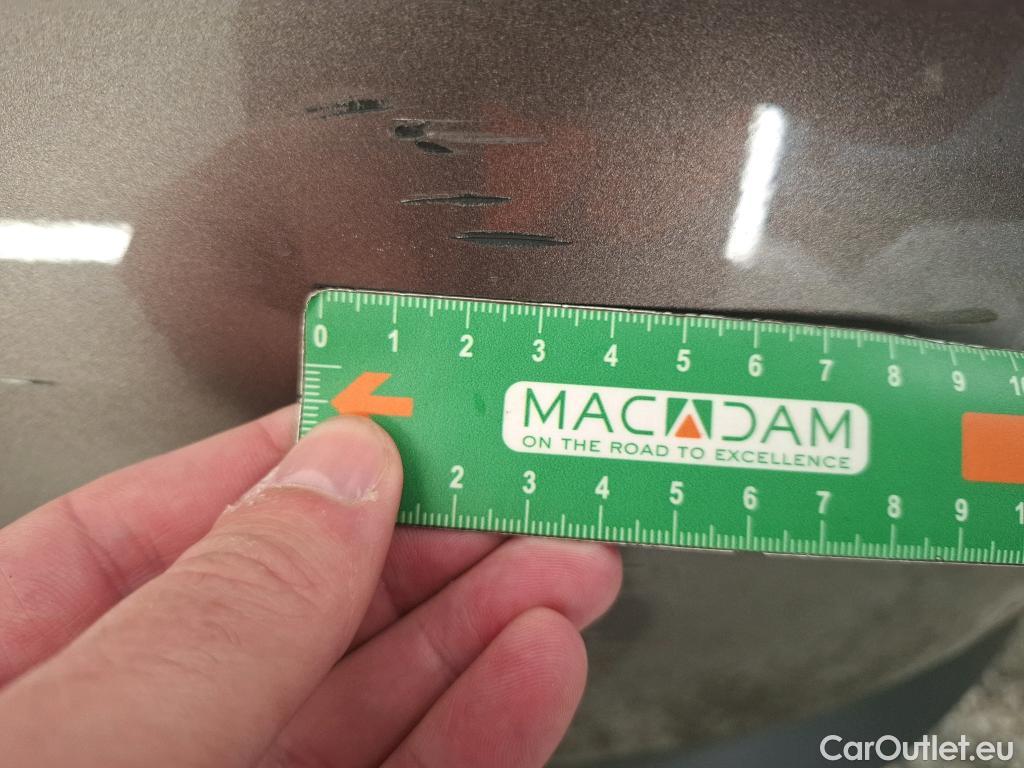 0 1 2 3 4 5 6 7 8 9 10
MACADAM
ON THE ROAD TO EXCELLENCE
2 3 4 5 6 7 8 9 1
CarOutlet.eu